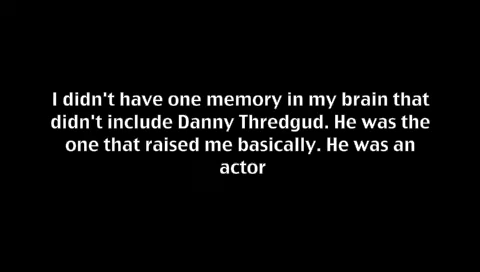 I didn't have one memory in my brain that
didn't include Danny Thredgud. He was the
one that raised me basically. He was an
actor